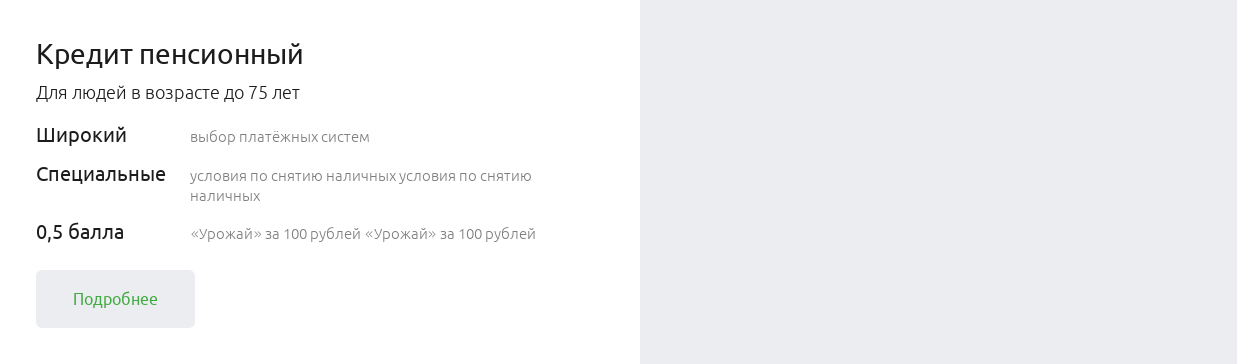 Кредит пенсионный
Для людей в возрасте до 75 лет
Широкий выбор платёжных систем
Специальные условия по снятию наличных условия по снятию
наличных
0,5 балла «Урожай» за 100 рублей «Урожай» за 100 рублей
Подробнее